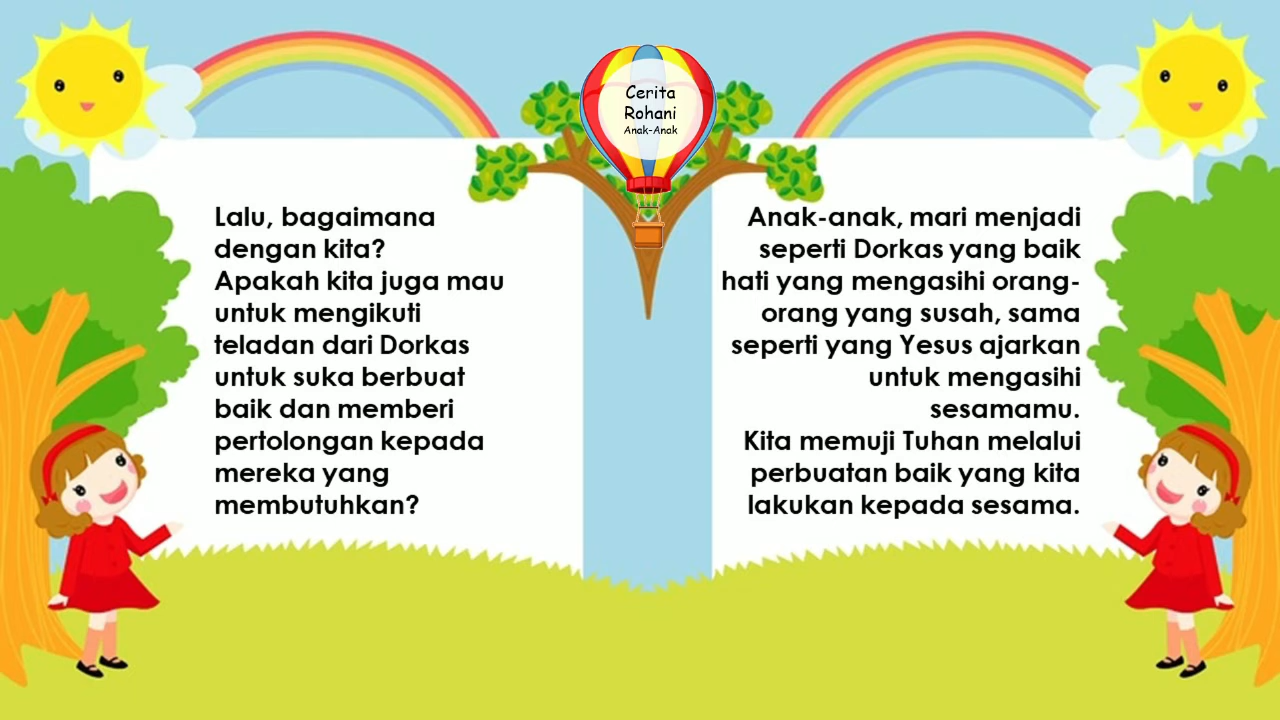 Cerita
Rohani
Anak-Anak
Lalu, bagaimana
dengan kita?
Apakah kita juga mau
untuk mengikuti
teladan dari Dorkas
untuk suka berbuat
baik dan memberi
pertolongan kepada
mereka yang
membutuhkan?
Anak-anak, mari menjadi
seperti Dorkas yang baik
hati yang mengasihi orang-
orang yang susah, sama
seperti yang Yesus ajarkan
untuk mengasihi
sesamamu.
Kita memuji Tuhan melalui
perbuatan baik yang kita
lakukan kepada sesama.